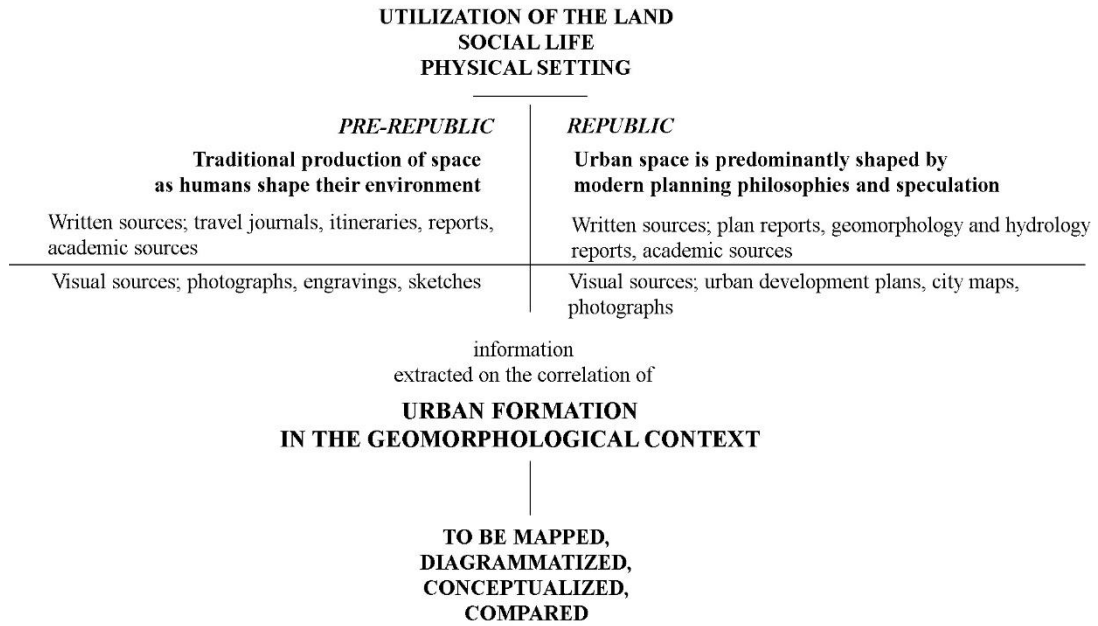 UTILIZATION OF THE LAND
SOCIAL LIFE
PHYSICAL SETTING
PRE-REPUBLIC
Traditional production of space
as humans shape their environment
Written sources; travel journals, itineraries, reports,
academic sources
Visual sources; photographs, engravings, sketches
REPUBLIC
Urban space is predominantly shaped by
modern planning philosophies and speculation
Written sources; plan reports, geomorphology and hydrology
reports, academic sources
Visual sources; urban development plans, city maps,
photographs
information
extracted on the correlation of
URBAN FORMATION
IN THE GEOMORPHOLOGICAL CONTEXT
TO BE MAPPED,
DIAGRAMMATIZED,
CONCEPTUALIZED,
COMPARED